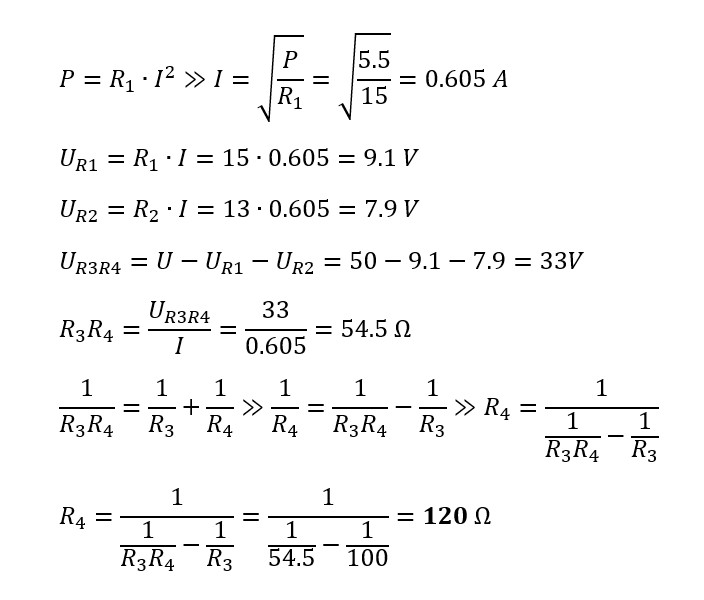 P = R₁ · I² ≫ I = √(P/R₁) = √(5.5/15) = 0.605 A
U_R1 = R₁ · I = 15 · 0.605 = 9.1 V
U_R2 = R₂ · I = 13 · 0.605 = 7.9 V
U_R3R4 = U − U_R1 − U_R2 = 50 − 9.1 − 7.9 = 33V
R₃R₄ = U_R3R4/I = 33/0.605 = 54.5 Ω
1/R₃R₄ = 1/R₃ + 1/R₄ ≫ 1/R₄ = 1/R₃R₄ − 1/R₃ ≫ R₄ = 1/(1/R₃R₄ − 1/R₃)
R₄ = 1/(1/R₃R₄ − 1/R₃) = 1/(1/54.5 − 1/100) = 120 Ω